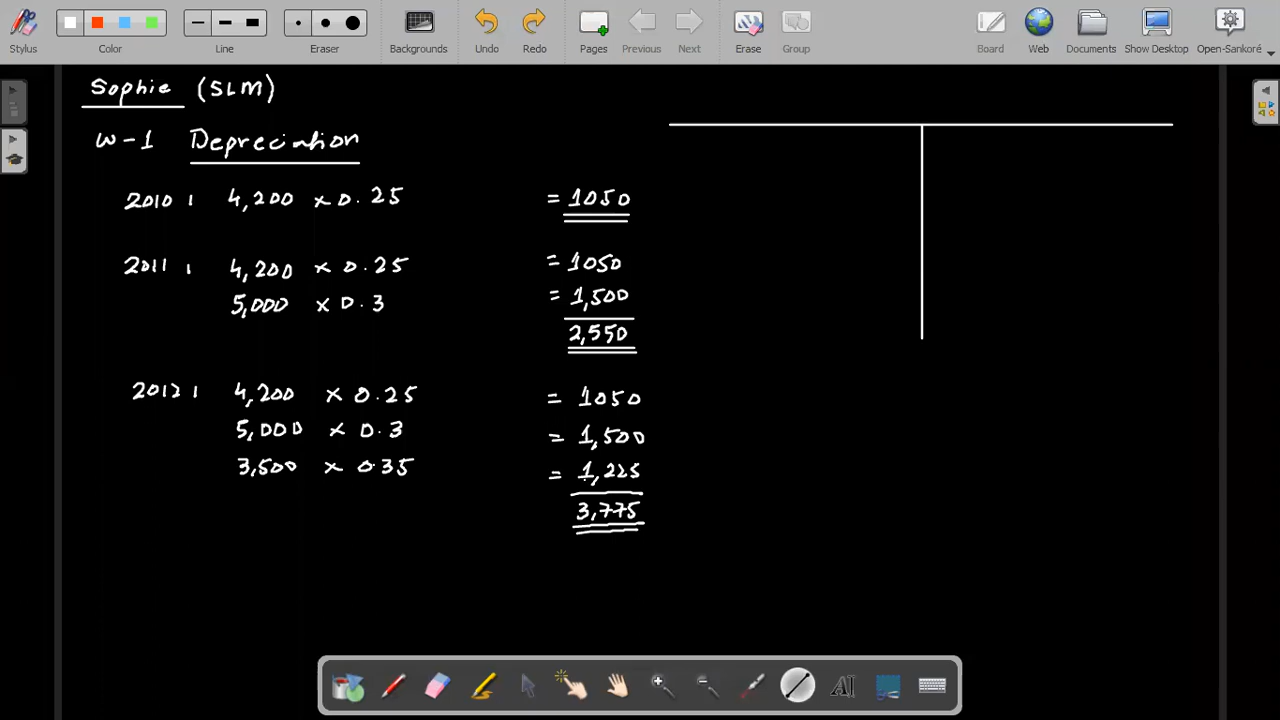 Stylus Color Line Eraser Backgrounds Undo Redo Pages Previous Next Erase Group Board Web Documents Show Desktop Open-Sankoré
Sophie (SLM)
W-1 Depreciation
2010 : 4,200 x 0.25 = 1050
2011 : 4,200 x 0.25 = 1050
5,000 x 0.3 = 1,500
2,550
2012 : 4,200 x 0.25 = 1050
5,000 x 0.3 = 1,500
3,500 x 0.35 = 1,225
3,775
AI